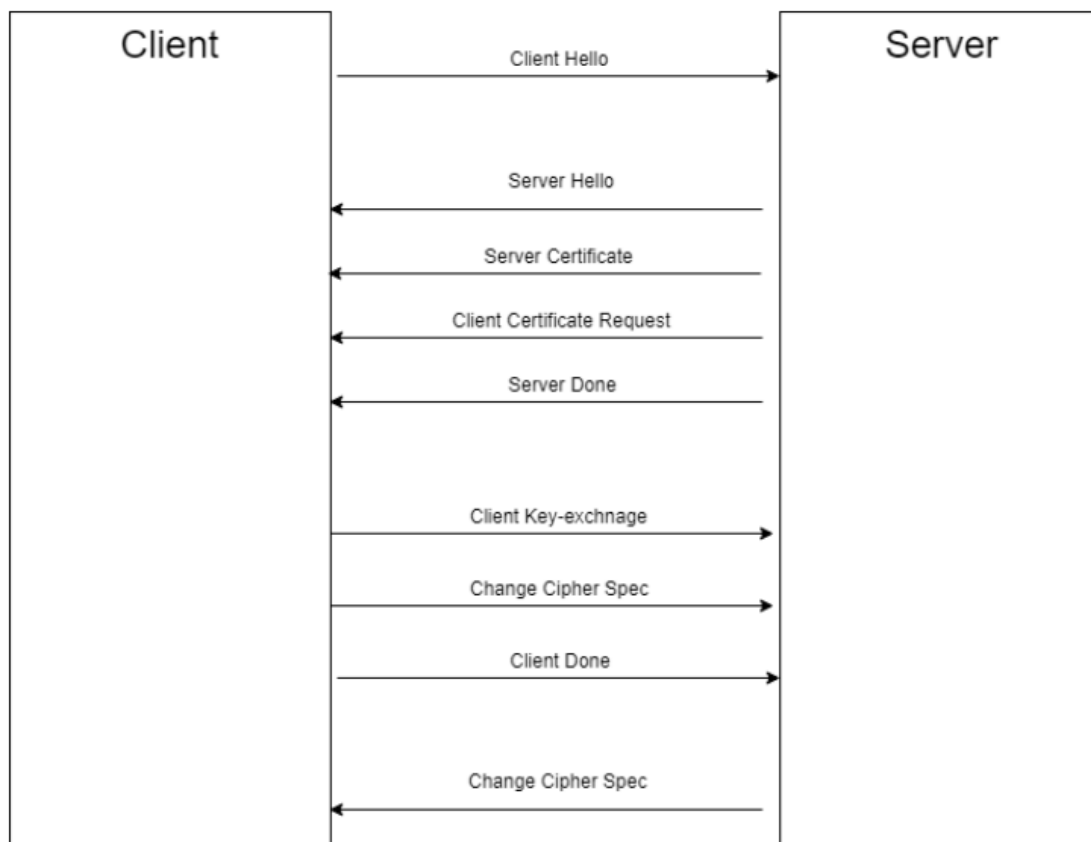 Client
Server
Client Hello
Server Hello
Server Certificate
Client Certificate Request
Server Done
Client Key-exchnage
Change Cipher Spec
Client Done
Change Cipher Spec